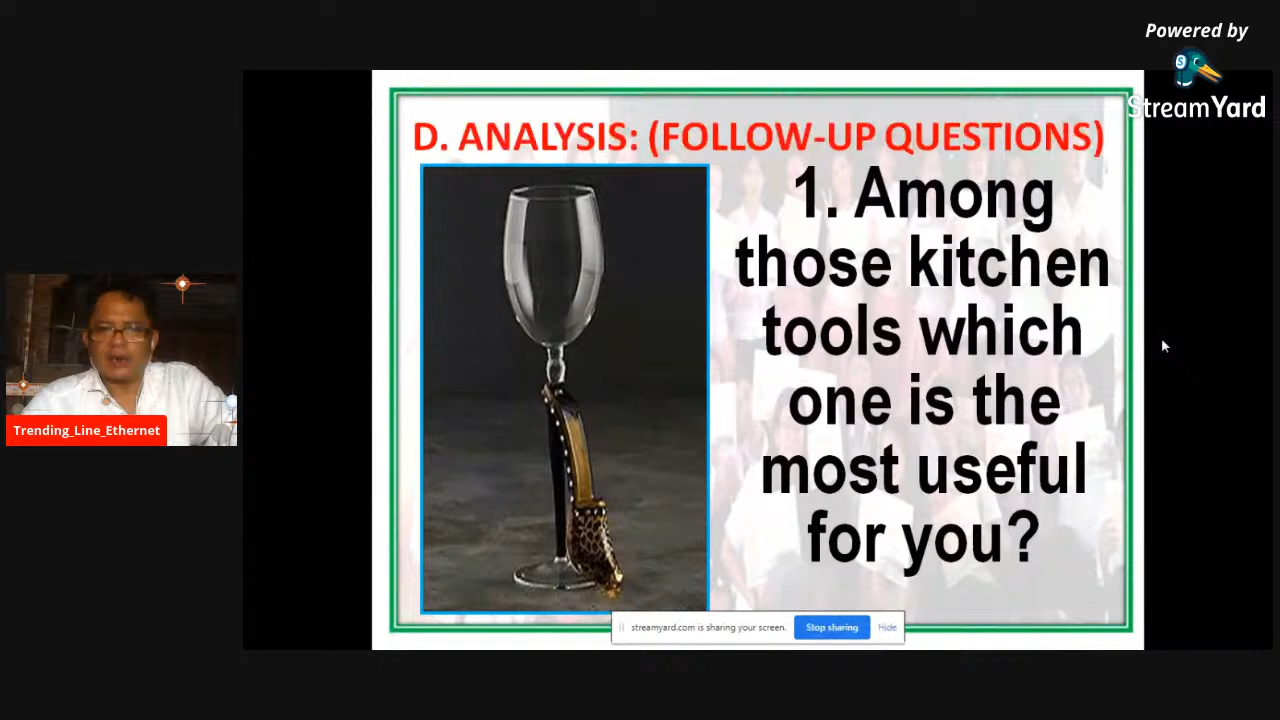 Powered by
StreamYard
D. ANALYSIS: (FOLLOW-UP QUESTIONS)
1. Among
those kitchen
tools which
one is the
most useful
for you?
Trending_Line_Ethernet
streamyard.com is sharing your screen. Stop sharing Hide